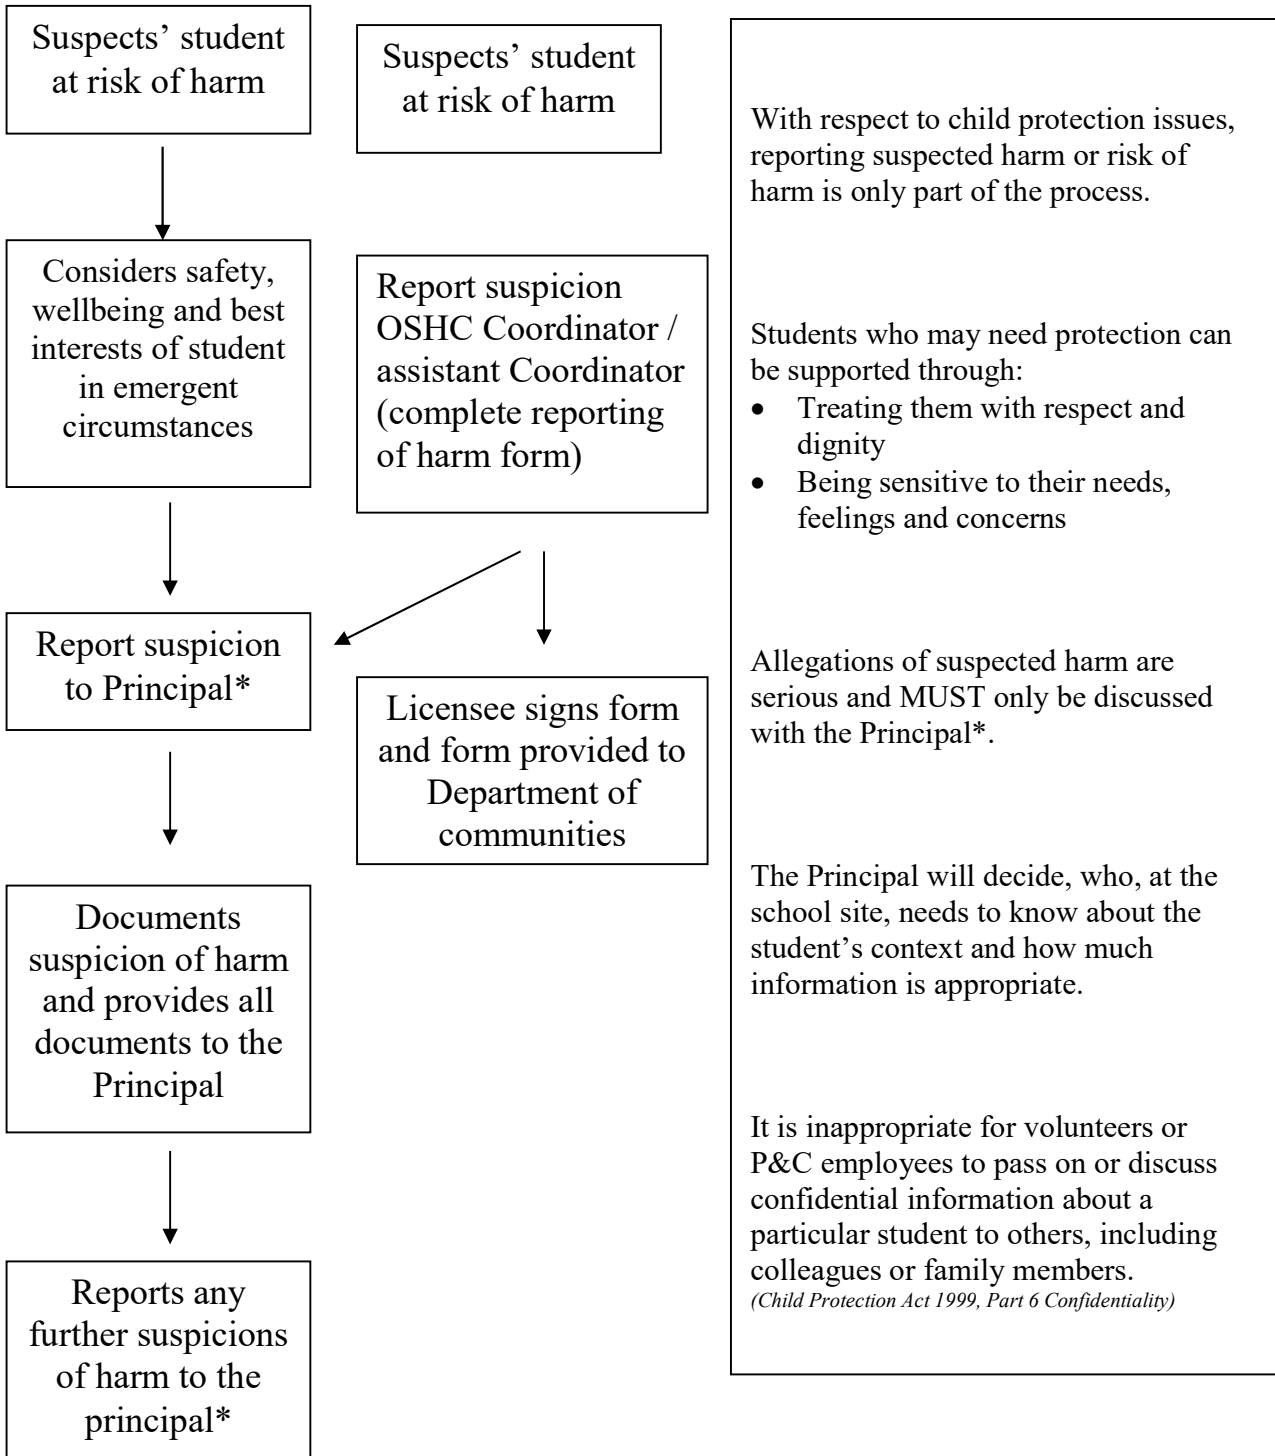 Suspects’ student
at risk of harm
Considers safety,
wellbeing and best
interests of student
in emergent
circumstances
Report suspicion
to Principal*
Documents
suspicion of harm
and provides all
documents to the
Principal
Reports any
further suspicions
of harm to the
principal*
Suspects’ student
at risk of harm
Report suspicion
OSHC Coordinator /
assistant Coordinator
(complete reporting
of harm form)
Licensee signs form
and form provided to
Department of
communities
With respect to child protection issues,
reporting suspected harm or risk of
harm is only part of the process.
Students who may need protection can
be supported through:
• Treating them with respect and
dignity
• Being sensitive to their needs,
feelings and concerns
Allegations of suspected harm are
serious and MUST only be discussed
with the Principal*.
The Principal will decide, who, at the
school site, needs to know about the
student’s context and how much
information is appropriate.
It is inappropriate for volunteers or
P&C employees to pass on or discuss
confidential information about a
particular student to others, including
colleagues or family members.
(Child Protection Act 1999, Part 6 Confidentiality)